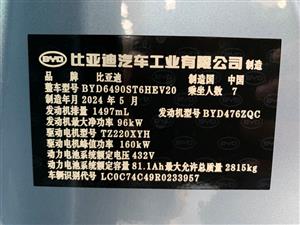 BYD 比亚迪汽车工业有限公司 制造
品牌 比亚迪 制造国 中国
整车型号 BYD6490ST6HEV20 乘坐人数 7
制造年月 2024年5月
发动机排量 1497mL 发动机型号 BYD476ZQC
发动机最大净功率 96kW
驱动电机型号 TZ220XYH
驱动电机峰值功率 160kW
动力电池系统额定电压 432V
动力电池系统额定容量 81.1Ah 最大允许总质量 2815kg
车辆识别代号 LC0C74C49R0233957